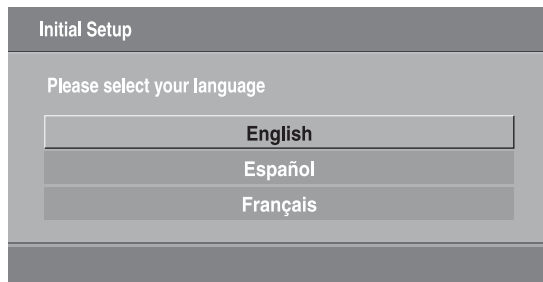 Initial Setup
Please select your language
English
Español
Français